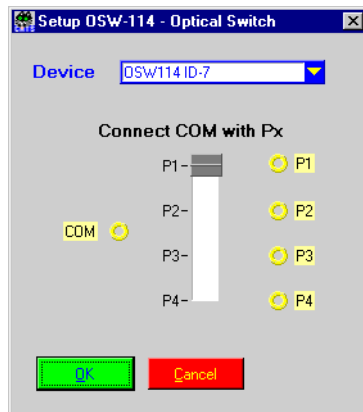 Setup OSW-114 - Optical Switch
Device OSW114 ID-7
Connect COM with Px
P1 P1
P2 P2
COM
P3 P3
P4 P4
OK Cancel